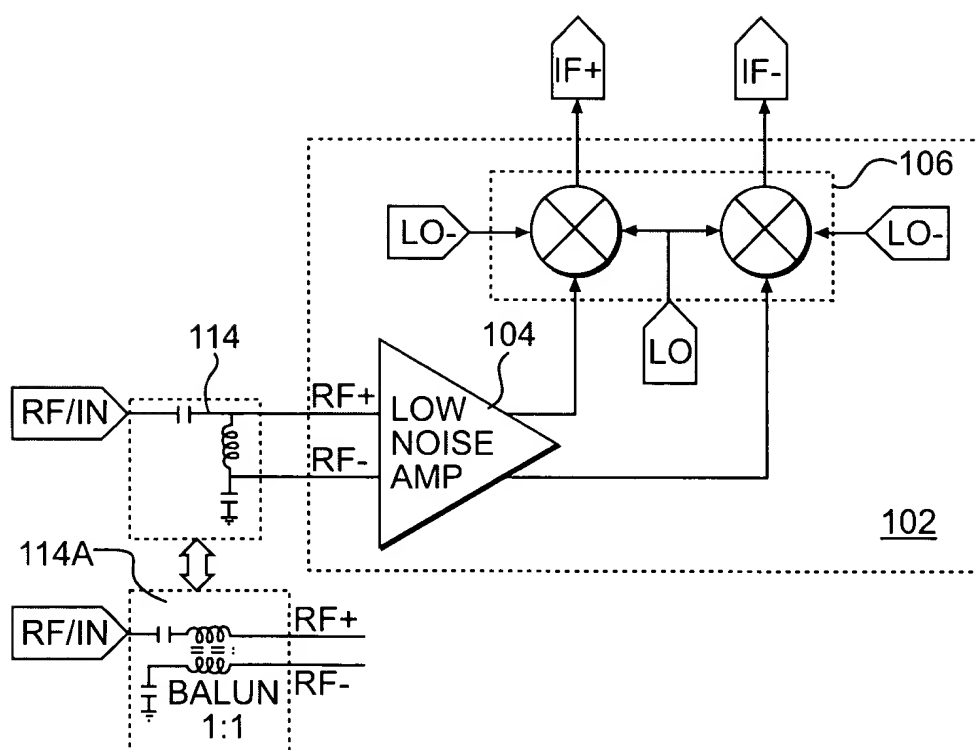 IF+
IF-
106
LO-
LO-
LO
114
104
RF/IN
RF+
LOW
NOISE
AMP
RF-
102
114A
RF/IN
RF+
RF-
BALUN
1:1